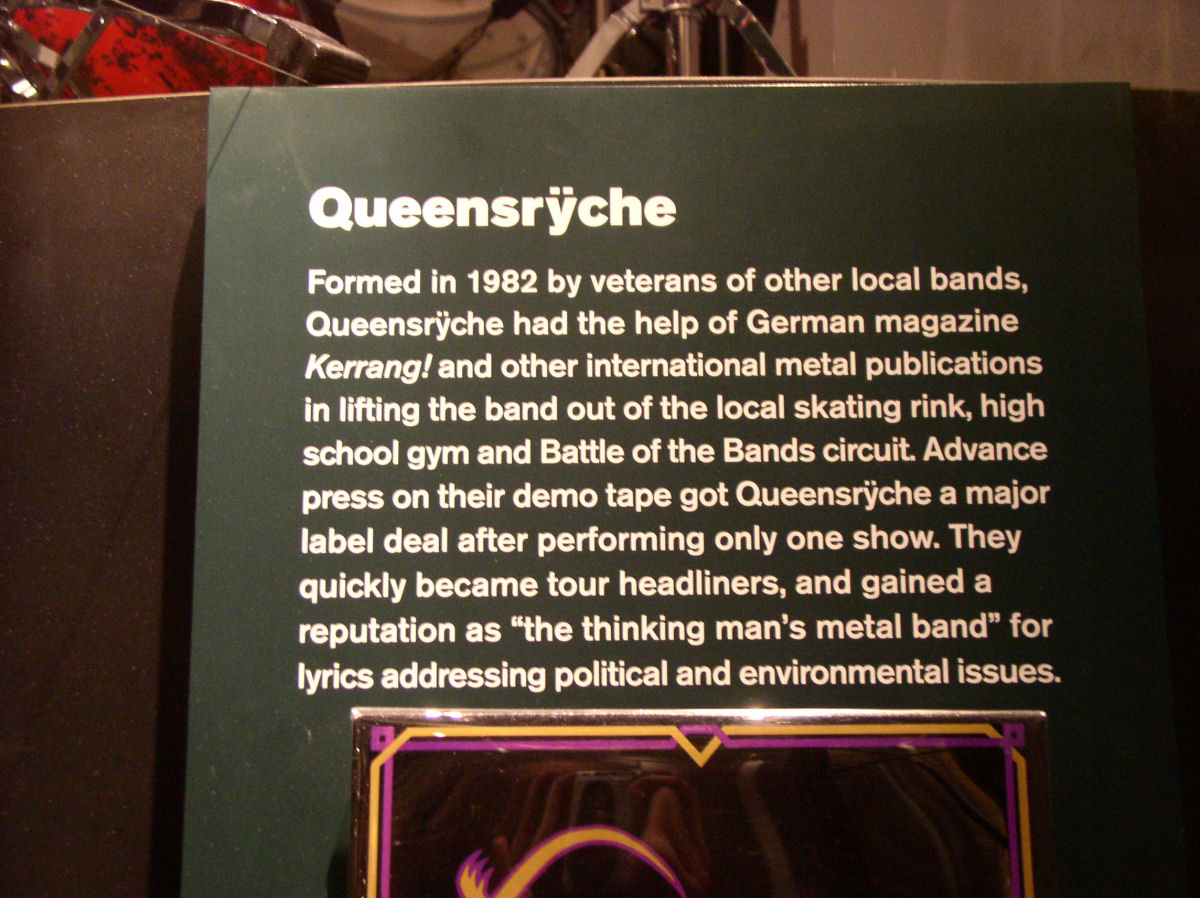 Queensrÿche
Formed in 1982 by veterans of other local bands,
Queensrÿche had the help of German magazine
Kerrang! and other international metal publications
in lifting the band out of the local skating rink, high
school gym and Battle of the Bands circuit. Advance
press on their demo tape got Queensrÿche a major
label deal after performing only one show. They
quickly became tour headliners, and gained a
reputation as “the thinking man’s metal band” for
lyrics addressing political and environmental issues.